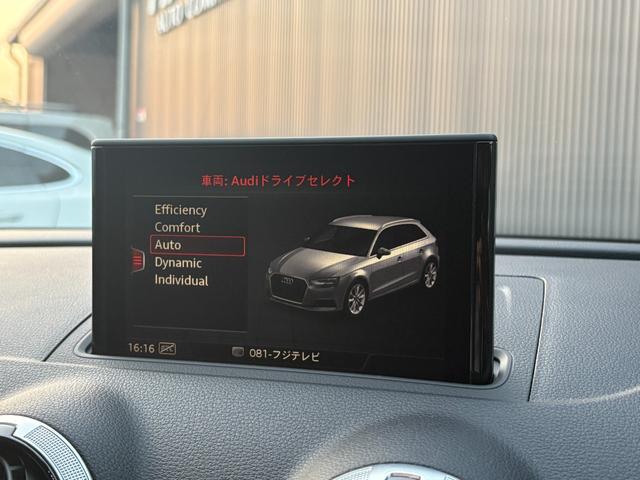 車両: Audiドライブセレクト
Efficiency
Comfort
Auto
Dynamic
Individual
16:16
081-フジテレビ